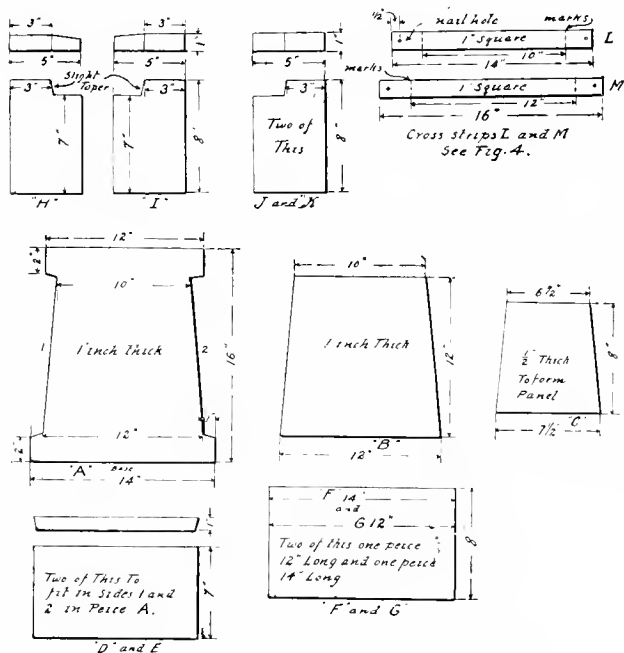 3"
3"
1"
5"
5"
5"
1"
3"
Slight
Taper
3"
3"
7"
7"
8"
Two of
This
8"
"H"
"I"
J and "K
1/2"
nail hole
marks
1" Square
L
10"
14"
marks
1" Square
M
12"
16"
Cross strips L and M
See Fig. 4.
12"
2"
10"
1
1 inch Thick
2
16"
12"
1"
2"
"A" Base
14"
10"
1 inch Thick
12"
"B"
12"
6 1/2"
1/2" Thick
To form
Panel
8"
"C"
7 1/2"
1"
Two of This To
fit in Sides 1 and
2 in Peice A.
7"
"D" and E
F 14"
and
G 12"
Two of this one peice
12" Long and one peice
14" Long
8
"F" and G"